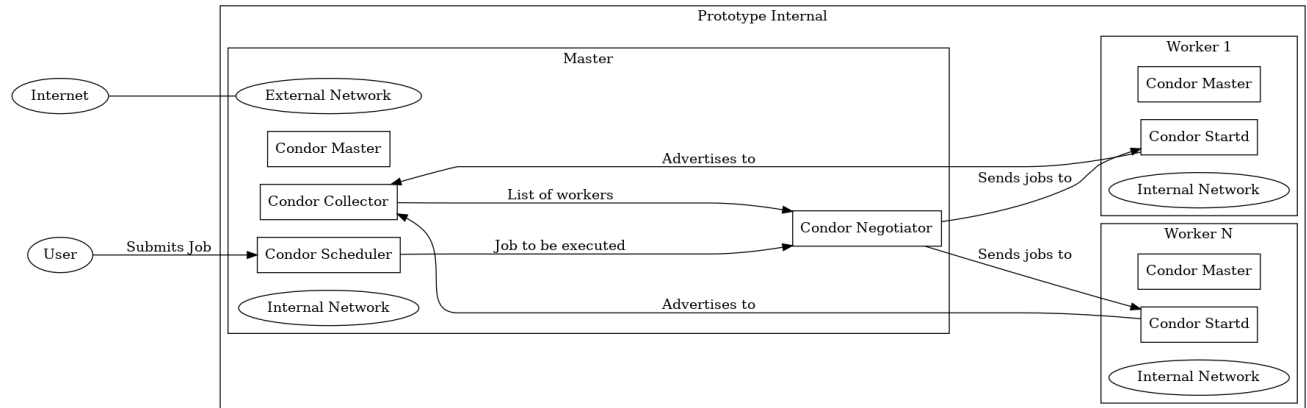 Prototype Internal
Master
Worker 1
Internet
External Network
Condor Master
Condor Master
Condor Startd
Advertises to
Condor Collector
List of workers
Sends jobs to
Internal Network
Condor Negotiator
Worker N
User
Submits Job
Condor Scheduler
Job to be executed
Sends jobs to
Condor Master
Internal Network
Advertises to
Condor Startd
Internal Network